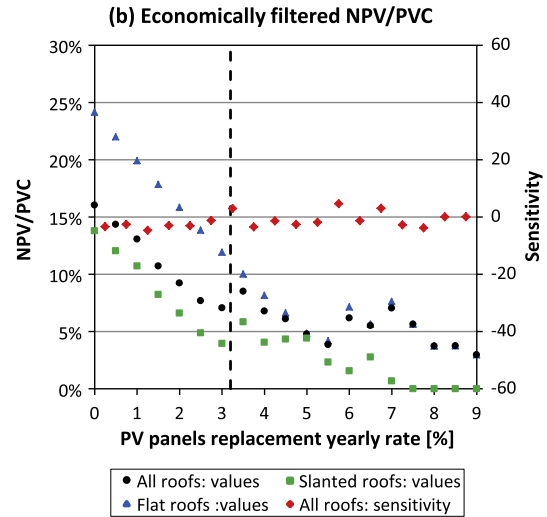 (b) Economically filtered NPV/PVC
30%
25%
20%
15%
10%
5%
0%
NPV/PVC
60
40
20
0
-20
-40
-60
Sensitivity
0 1 2 3 4 5 6 7 8 9
PV panels replacement yearly rate [%]
All roofs: values
Slanted roofs: values
Flat roofs :values
All roofs: sensitivity